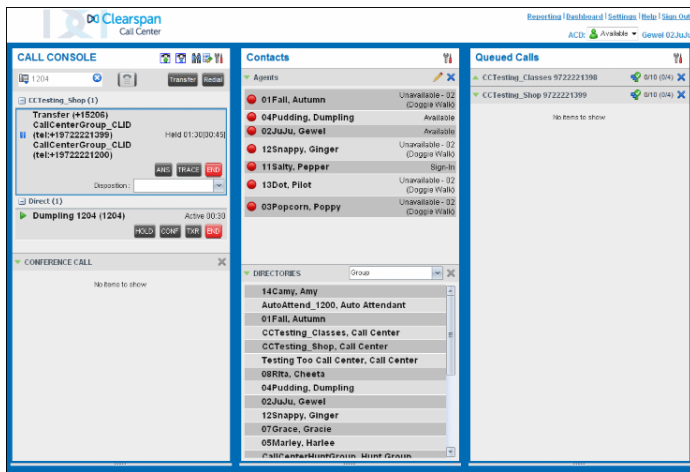 Clearspan
Call Center
Reporting | Dashboard | Settings | Help | Sign Out
ACD: Available Gewel 02JuJu
CALL CONSOLE
1204
Transfer Redial
CCTesting_Shop (1)
Transfer (+15206)
CallCenterGroup_CLID
(tel:+19722221399)
CallCenterGroup_CLID
(tel:+19722221200)
Held 01:30[00:45]
ANS TRACE END
Disposition:
Direct (1)
Dumpling 1204 (1204) Active 00:30
HOLD CONF TXR END
CONFERENCE CALL
No items to show
Contacts
Agents
01Fall, Autumn Unavailable - 02 (Doggie Walk)
04Pudding, Dumpling Available
02JuJu, Gewel Available
12Snappy, Ginger Unavailable - 02 (Doggie Walk)
11Salty, Pepper Sign-In
13Dot, Pilot Unavailable - 02 (Doggie Walk)
03Popcorn, Poppy Unavailable - 02 (Doggie Walk)
DIRECTORIES Group
14Camy, Amy
AutoAttend_1200, Auto Attendant
01Fall, Autumn
CCTesting_Classes, Call Center
CCTesting_Shop, Call Center
Testing Too Call Center, Call Center
08Rita, Cheeta
04Pudding, Dumpling
02JuJu, Gewel
12Snappy, Ginger
07Grace, Gracie
05Marley, Harlee
CallCenterHuntGroup, Hunt Group
Queued Calls
CCTesting_Classes 9722221398 0/10 (0/4)
CCTesting_Shop 9722221399 0/10 (0/4)
No items to show